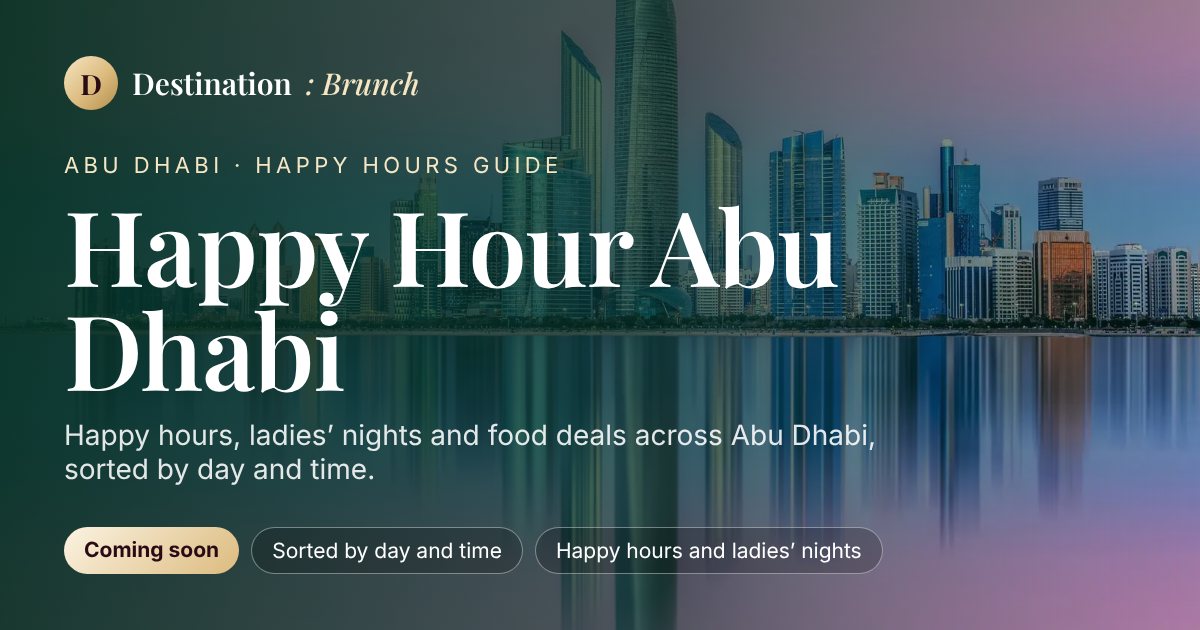 D Destination : Brunch
ABU DHABI · HAPPY HOURS GUIDE
Happy Hour Abu
Dhabi
Happy hours, ladies’ nights and food deals across Abu Dhabi,
sorted by day and time.
Coming soon Sorted by day and time Happy hours and ladies’ nights